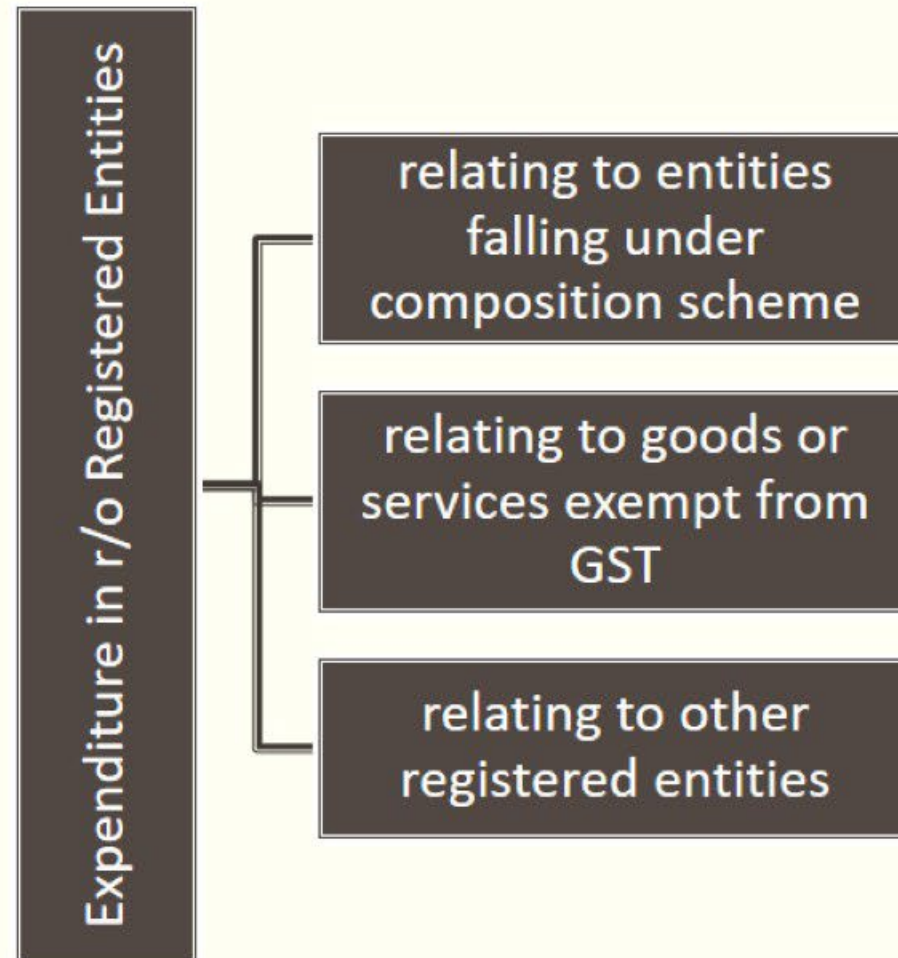 Expenditure in r/o Registered Entities
relating to entities
falling under
composition scheme
relating to goods or
services exempt from
GST
relating to other
registered entities